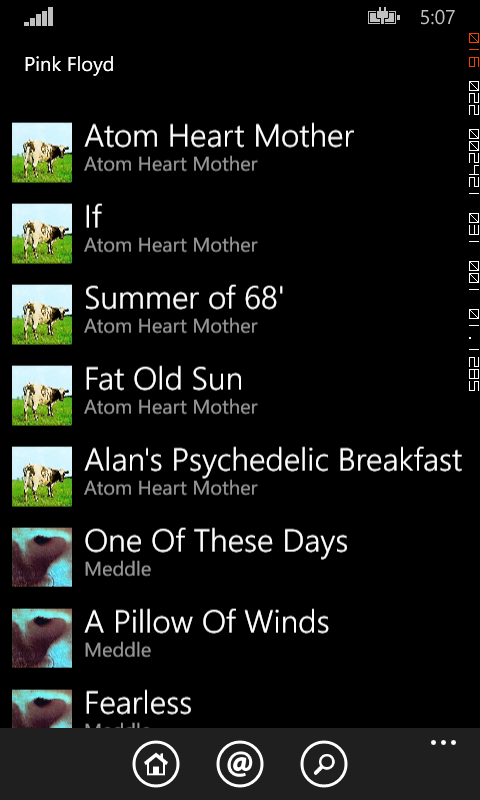 5:07
Pink Floyd
Atom Heart Mother
Atom Heart Mother
If
Atom Heart Mother
Summer of 68'
Atom Heart Mother
Fat Old Sun
Atom Heart Mother
Alan's Psychedelic Breakfast
Atom Heart Mother
One Of These Days
Meddle
A Pillow Of Winds
Meddle
Fearless
Meddle
@